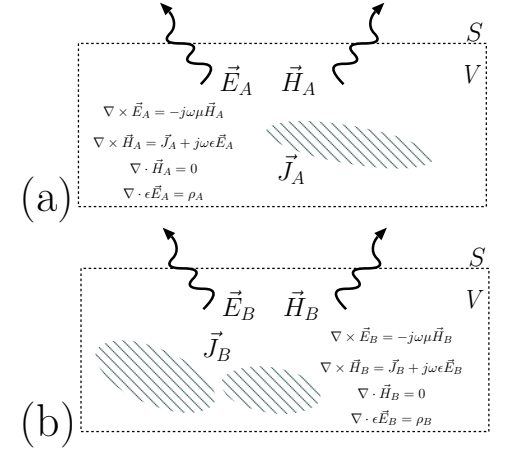 S
V
E⃗_A H⃗_A
∇ × E⃗_A = −jωμH⃗_A
∇ × H⃗_A = J⃗_A + jωϵE⃗_A
∇ · H⃗_A = 0
∇ · ϵE⃗_A = ρ_A
J⃗_A
(a)
S
V
E⃗_B H⃗_B
J⃗_B
∇ × E⃗_B = −jωμH⃗_B
∇ × H⃗_B = J⃗_B + jωϵE⃗_B
∇ · H⃗_B = 0
∇ · ϵE⃗_B = ρ_B
(b)